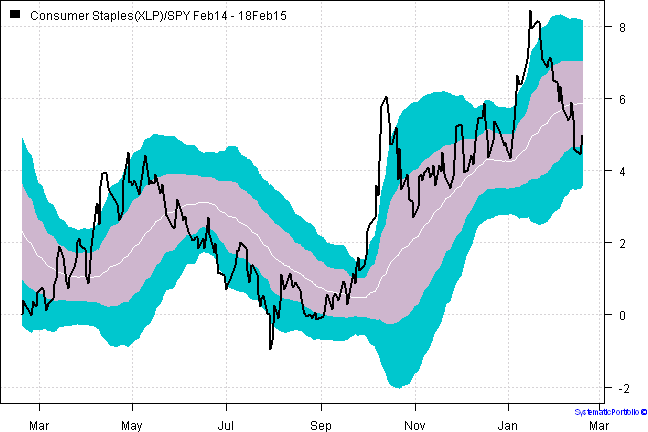 Consumer Staples(XLP)/SPY Feb14 - 18Feb15
8
6
4
2
0
-2
SystematicPortfolio ©
Mar May Jul Sep Nov Jan Mar